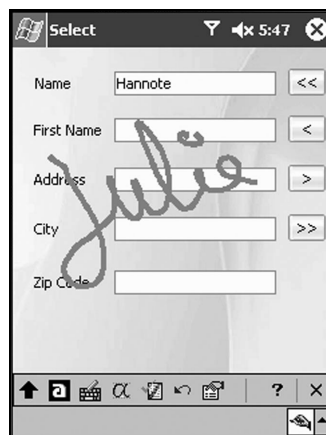 Select 5:47
Name Hannote <<
First Name <
Address >
City >>
Zip Code
Julie
a α ? ×